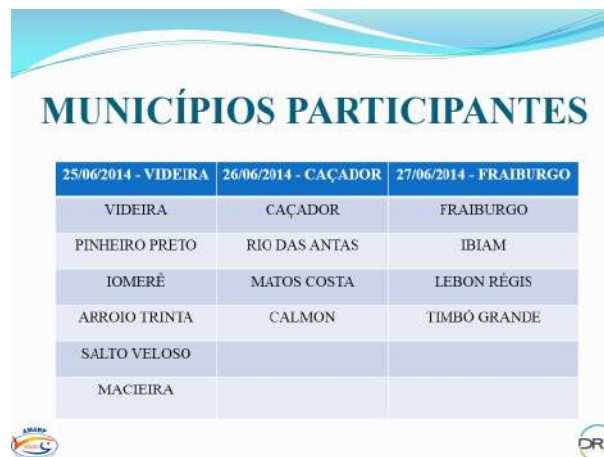 MUNICÍPIOS PARTICIPANTES
25/06/2014 - VIDEIRA 26/06/2014 - CAÇADOR 27/06/2014 - FRAIBURGO
VIDEIRA CAÇADOR FRAIBURGO
PINHEIRO PRETO RIO DAS ANTAS IBIAM
IOMERÊ MATOS COSTA LEBON RÉGIS
ARROIO TRINTA CALMON TIMBÓ GRANDE
SALTO VELOSO
MACIEIRA
AMARP
DR